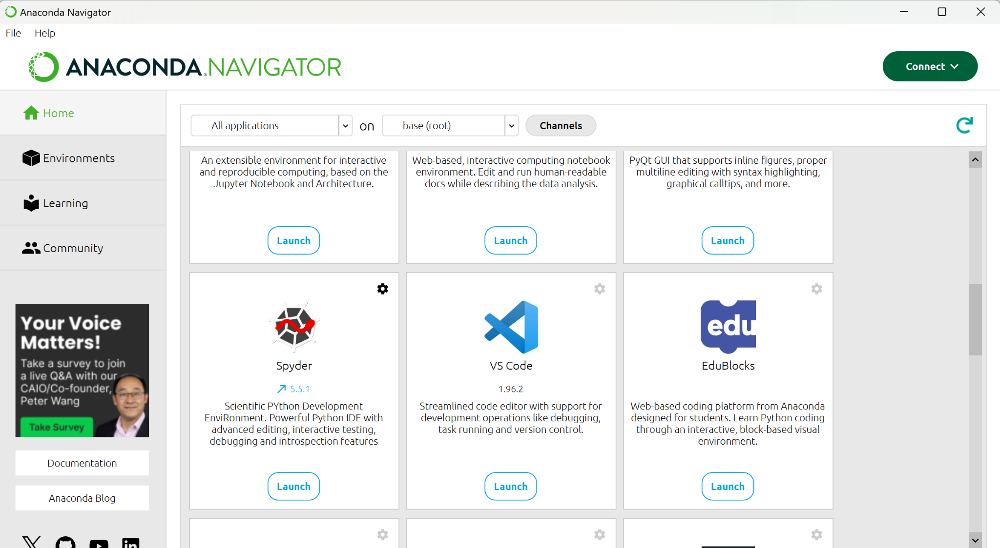 Anaconda Navigator
File Help
ANACONDA.NAVIGATOR
Connect
Home
Environments
Learning
Community
Your Voice
Matters!
Take a survey to join
a live Q&A with our
CAIO/Co-founder,
Peter Wang
Take Survey
Documentation
Anaconda Blog
All applications on base (root) Channels
An extensible environment for interactive
and reproducible computing, based on the
Jupyter Notebook and Architecture.
Launch
Web-based, interactive computing notebook
environment. Edit and run human-readable
docs while describing the data analysis.
Launch
PyQt GUI that supports inline figures, proper
multiline editing with syntax highlighting,
graphical calltips, and more.
Launch
Spyder
5.5.1
Scientific PYthon Development
EnviRonment. Powerful Python IDE with
advanced editing, interactive testing,
debugging and introspection features
Launch
VS Code
1.96.2
Streamlined code editor with support for
development operations like debugging,
task running and version control.
Launch
edu
EduBlocks
Web-based coding platform from Anaconda
designed for students. Learn Python coding
through an interactive, block-based visual
environment.
Launch
in